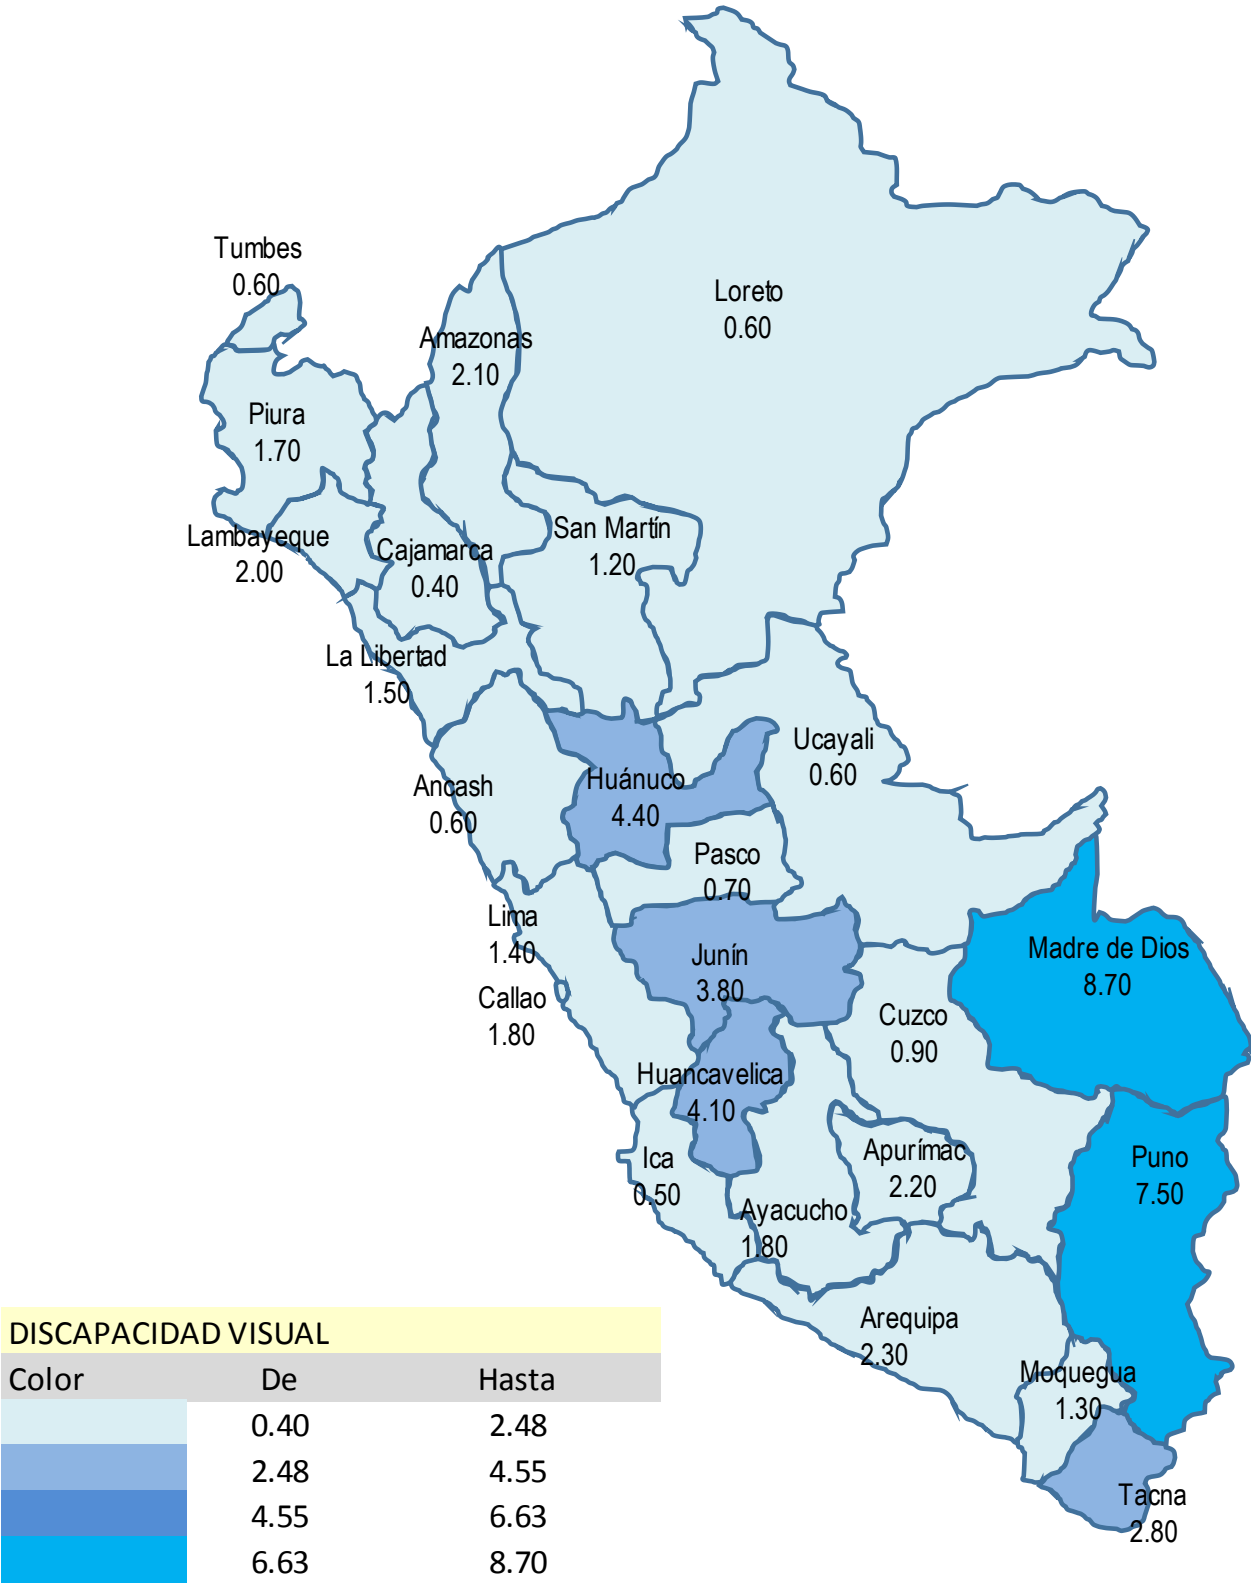 Tumbes
0.60
Loreto
0.60
Amazonas
2.10
Piura
1.70
Lambayeque
2.00
Cajamarca
0.40
San Martín
1.20
La Libertad
1.50
Ucayali
0.60
Ancash
0.60
Huánuco
4.40
Pasco
0.70
Lima
1.40
Junín
3.80
Madre de Dios
8.70
Callao
1.80
Cuzco
0.90
Huancavelica
4.10
Ica
0.50
Apurímac
2.20
Puno
7.50
Ayacucho
1.80
Arequipa
2.30
Moquegua
1.30
Tacna
2.80
DISCAPACIDAD VISUAL
Color De Hasta
0.40 2.48
2.48 4.55
4.55 6.63
6.63 8.70